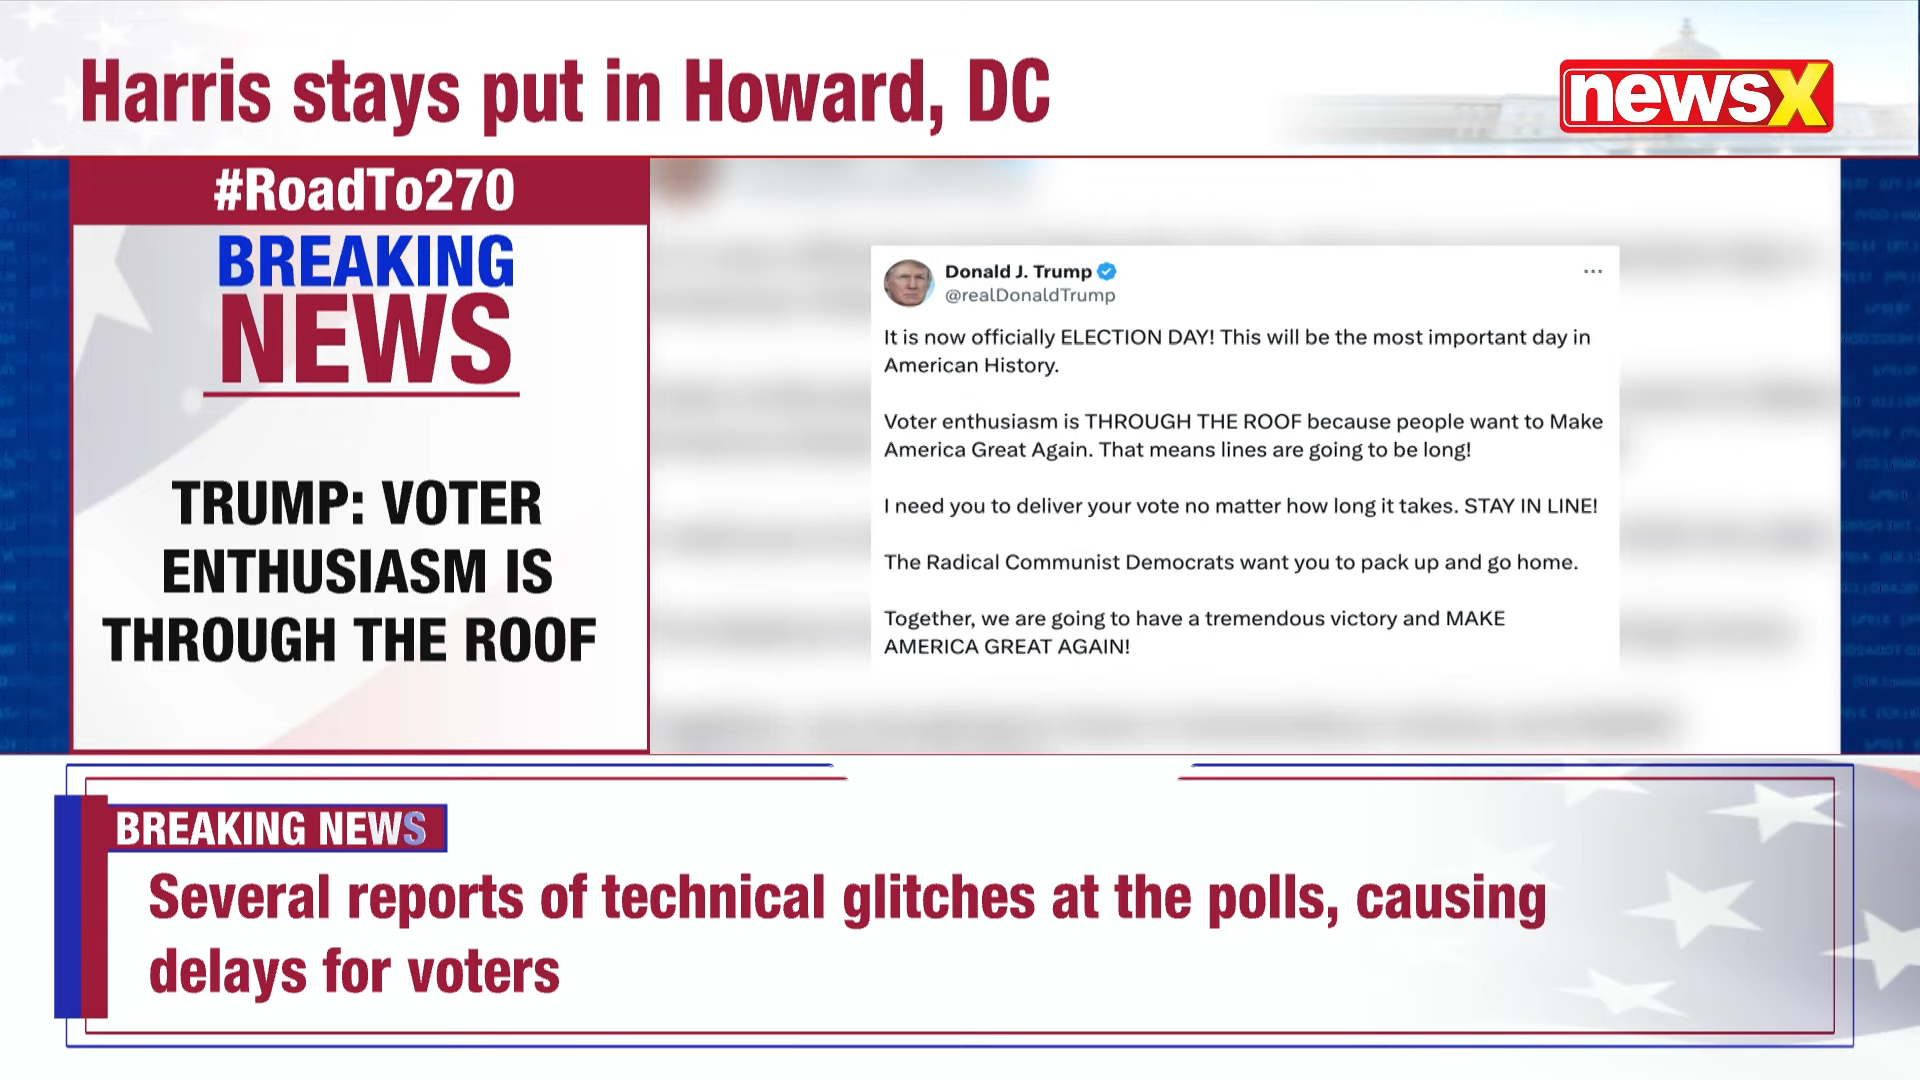 Harris stays put in Howard, DC
newsX
#RoadTo270
BREAKING
NEWS
TRUMP: VOTER
ENTHUSIASM IS
THROUGH THE ROOF
Donald J. Trump
@realDonaldTrump
It is now officially ELECTION DAY! This will be the most important day in
American History.
Voter enthusiasm is THROUGH THE ROOF because people want to Make
America Great Again. That means lines are going to be long!
I need you to deliver your vote no matter how long it takes. STAY IN LINE!
The Radical Communist Democrats want you to pack up and go home.
Together, we are going to have a tremendous victory and MAKE
AMERICA GREAT AGAIN!
BREAKING NEWS
Several reports of technical glitches at the polls, causing
delays for voters